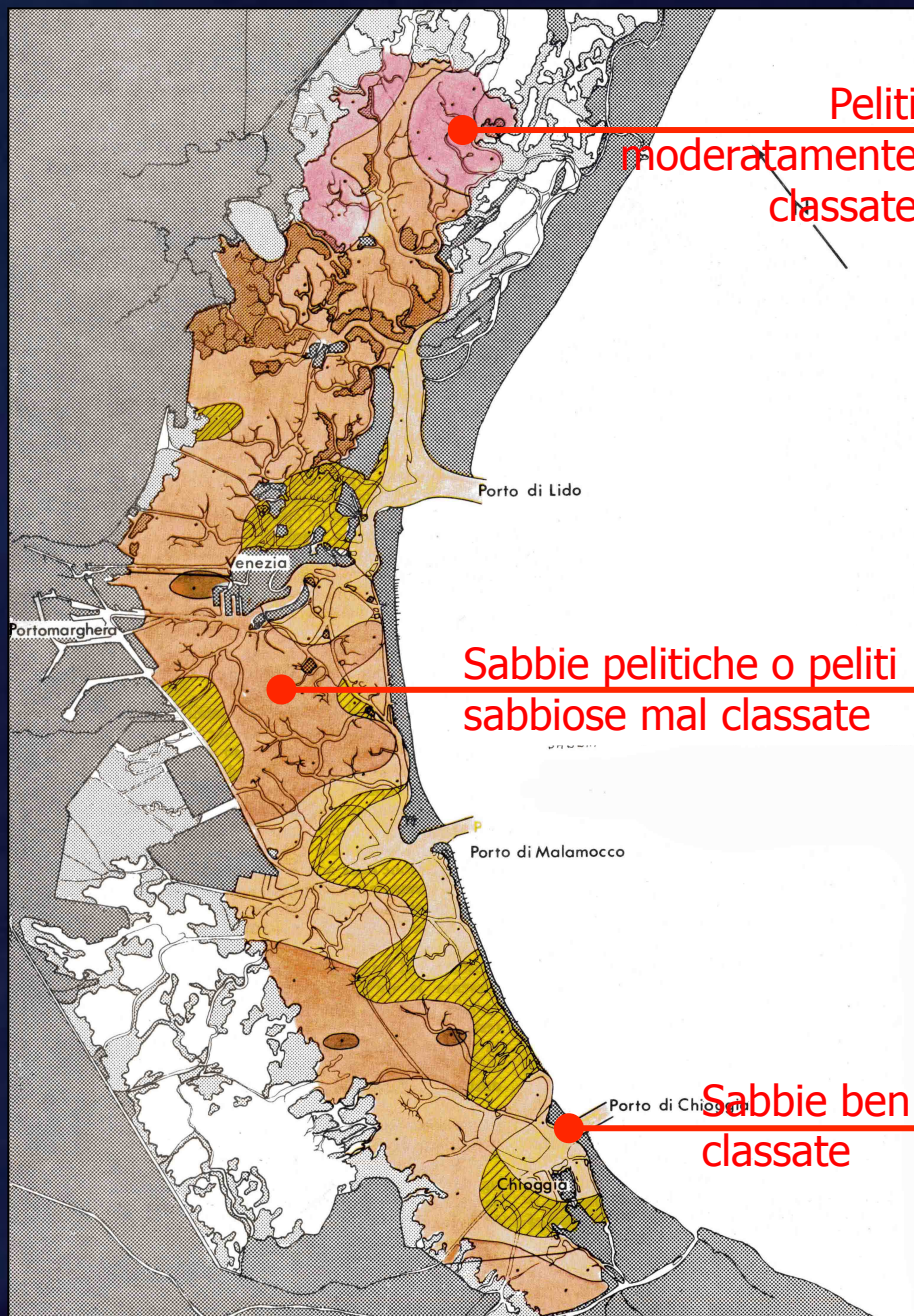 Peliti
moderatamente
classate
N
Porto di Lido
Venezia
Portomarghera
Sabbie pelitiche o peliti
sabbiose mal classate
P
Porto di Malamocco
Porto di Chioggia
Sabbie ben
classate
Chioggia